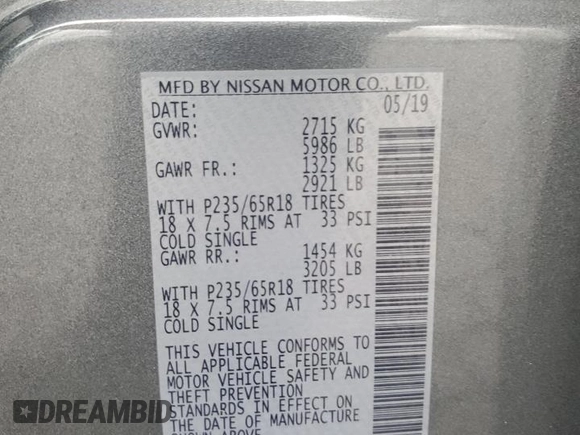 MFD BY NISSAN MOTOR CO., LTD.
DATE: 05/19
GVWR: 2715 KG
5986 LB
GAWR FR.: 1325 KG
2921 LB
WITH P235/65R18 TIRES
18 X 7.5 RIMS AT 33 PSI
COLD SINGLE
GAWR RR.: 1454 KG
3205 LB
WITH P235/65R18 TIRES
18 X 7.5 RIMS AT 33 PSI
COLD SINGLE
THIS VEHICLE CONFORMS TO
ALL APPLICABLE FEDERAL
MOTOR VEHICLE SAFETY AND
THEFT PREVENTION
STANDARDS IN EFFECT ON
THE DATE OF MANUFACTURE
SHOWN ABOVE
DREAMBID